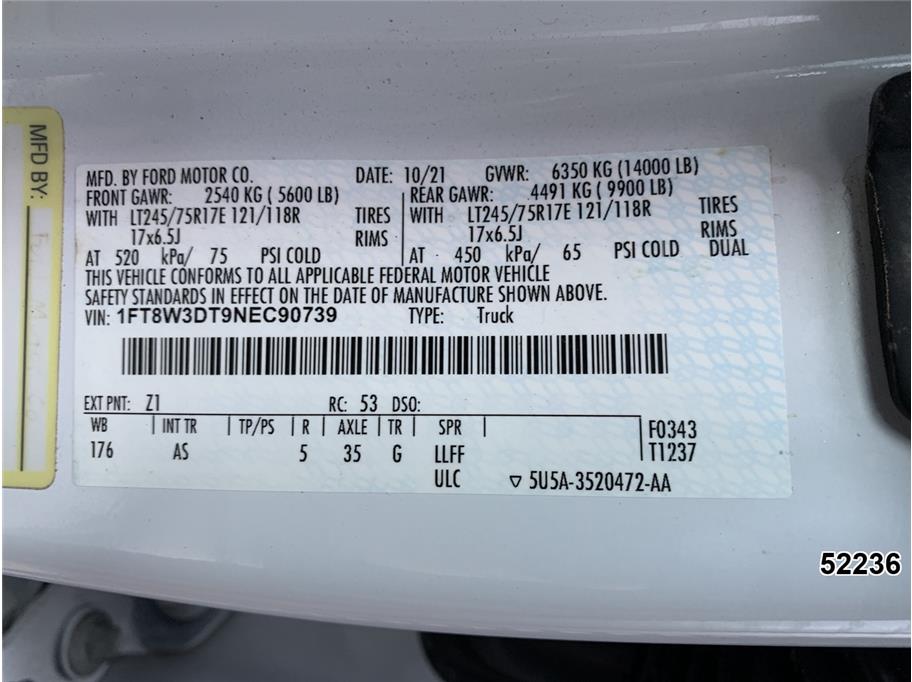 MFD BY:
MFD. BY FORD MOTOR CO. DATE: 10/21 GVWR: 6350 KG (14000 LB)
FRONT GAWR: 2540 KG ( 5600 LB) REAR GAWR: 4491 KG ( 9900 LB)
WITH LT245/75R17E 121/118R TIRES WITH LT245/75R17E 121/118R TIRES
17x6.5J RIMS 17x6.5J RIMS
AT 520 kPa/ 75 PSI COLD AT 450 kPa/ 65 PSI COLD DUAL
THIS VEHICLE CONFORMS TO ALL APPLICABLE FEDERAL MOTOR VEHICLE
SAFETY STANDARDS IN EFFECT ON THE DATE OF MANUFACTURE SHOWN ABOVE.
VIN: 1FT8W3DT9NEC90739 TYPE: Truck
EXT PNT: Z1 RC: 53 DSO:
WB INT TR TP/PS R AXLE TR SPR F0343
176 AS 5 35 G LLFF T1237
ULC ▽ 5U5A-3520472-AA
52236